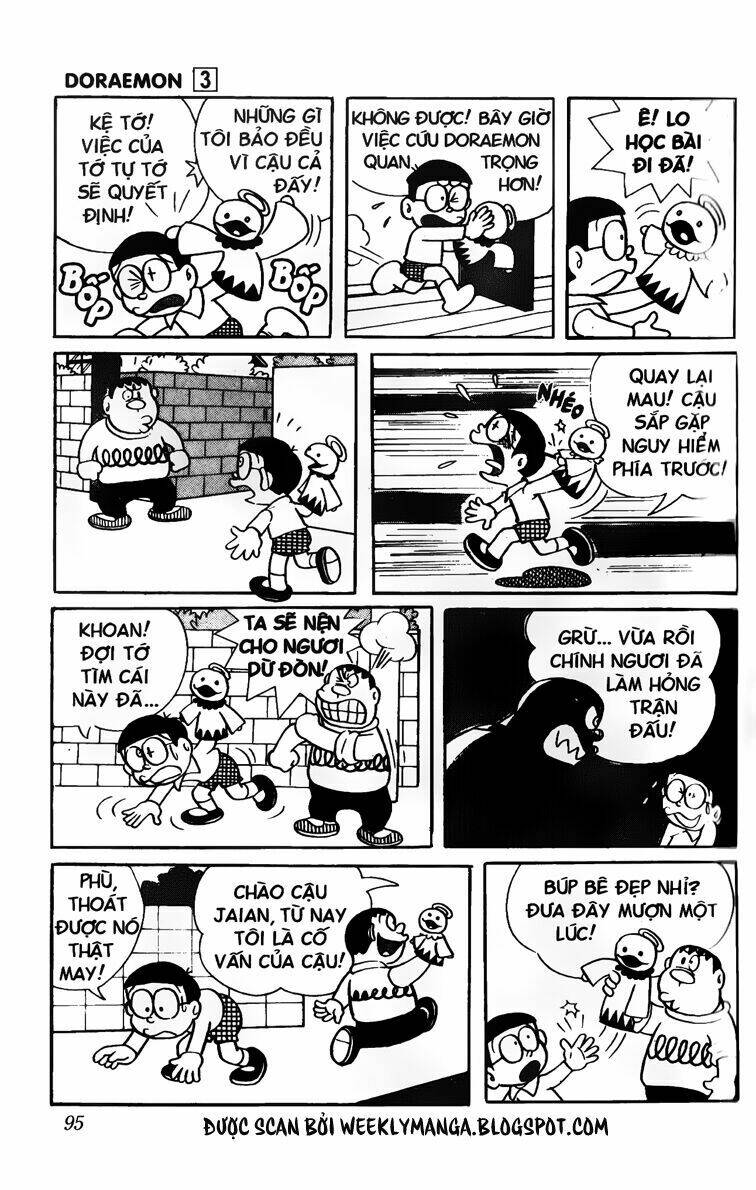 DORAEMON 3
KỆ TỚ!
VIỆC CỦA
TỚ TỰ TỚ
SẼ QUYẾT
ĐỊNH!
NHỮNG GÌ
TÔI BẢO ĐỀU
VÌ CẬU CẢ
ĐẤY!
BỐP
BỐP
KHÔNG ĐƯỢC! BÂY GIỜ
VIỆC CỨU DORAEMON
QUAN TRỌNG
HƠN!
Ê! LO
HỌC BÀI
ĐI ĐÃ!
NHÉO
QUAY LẠI
MAU! CẬU
SẮP GẶP
NGUY HIỂM
PHÍA TRƯỚC!
KHOAN!
ĐỢI TỚ
TÌM CÁI
NÀY ĐÃ...
TA SẼ NỆN
CHO NGƯƠI
DỪ ĐÒN!
GRỪ... VỪA RỒI
CHÍNH NGƯƠI ĐÃ
LÀM HỎNG
TRẬN
ĐẤU!
PHÙ,
THOÁT
ĐƯỢC NÓ
THẬT
MAY!
CHÀO CẬU
JAIAN, TỪ NAY
TÔI LÀ CỐ
VẤN CỦA CẬU!
BÚP BÊ ĐẸP NHỈ?
ĐƯA ĐÂY MƯỢN MỘT
LÚC!
95
ĐƯỢC SCAN BỞI WEEKLYMANGA.BLOGSPOT.COM